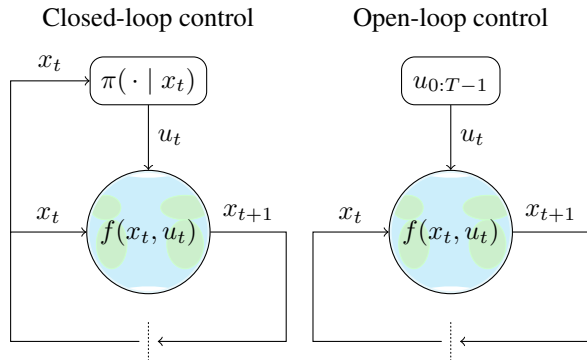 Closed-loop control
Open-loop control
x_t
π(· | x_t)
u_{0:T−1}
u_t
u_t
x_t
f(x_t, u_t)
x_{t+1}
x_t
f(x_t, u_t)
x_{t+1}